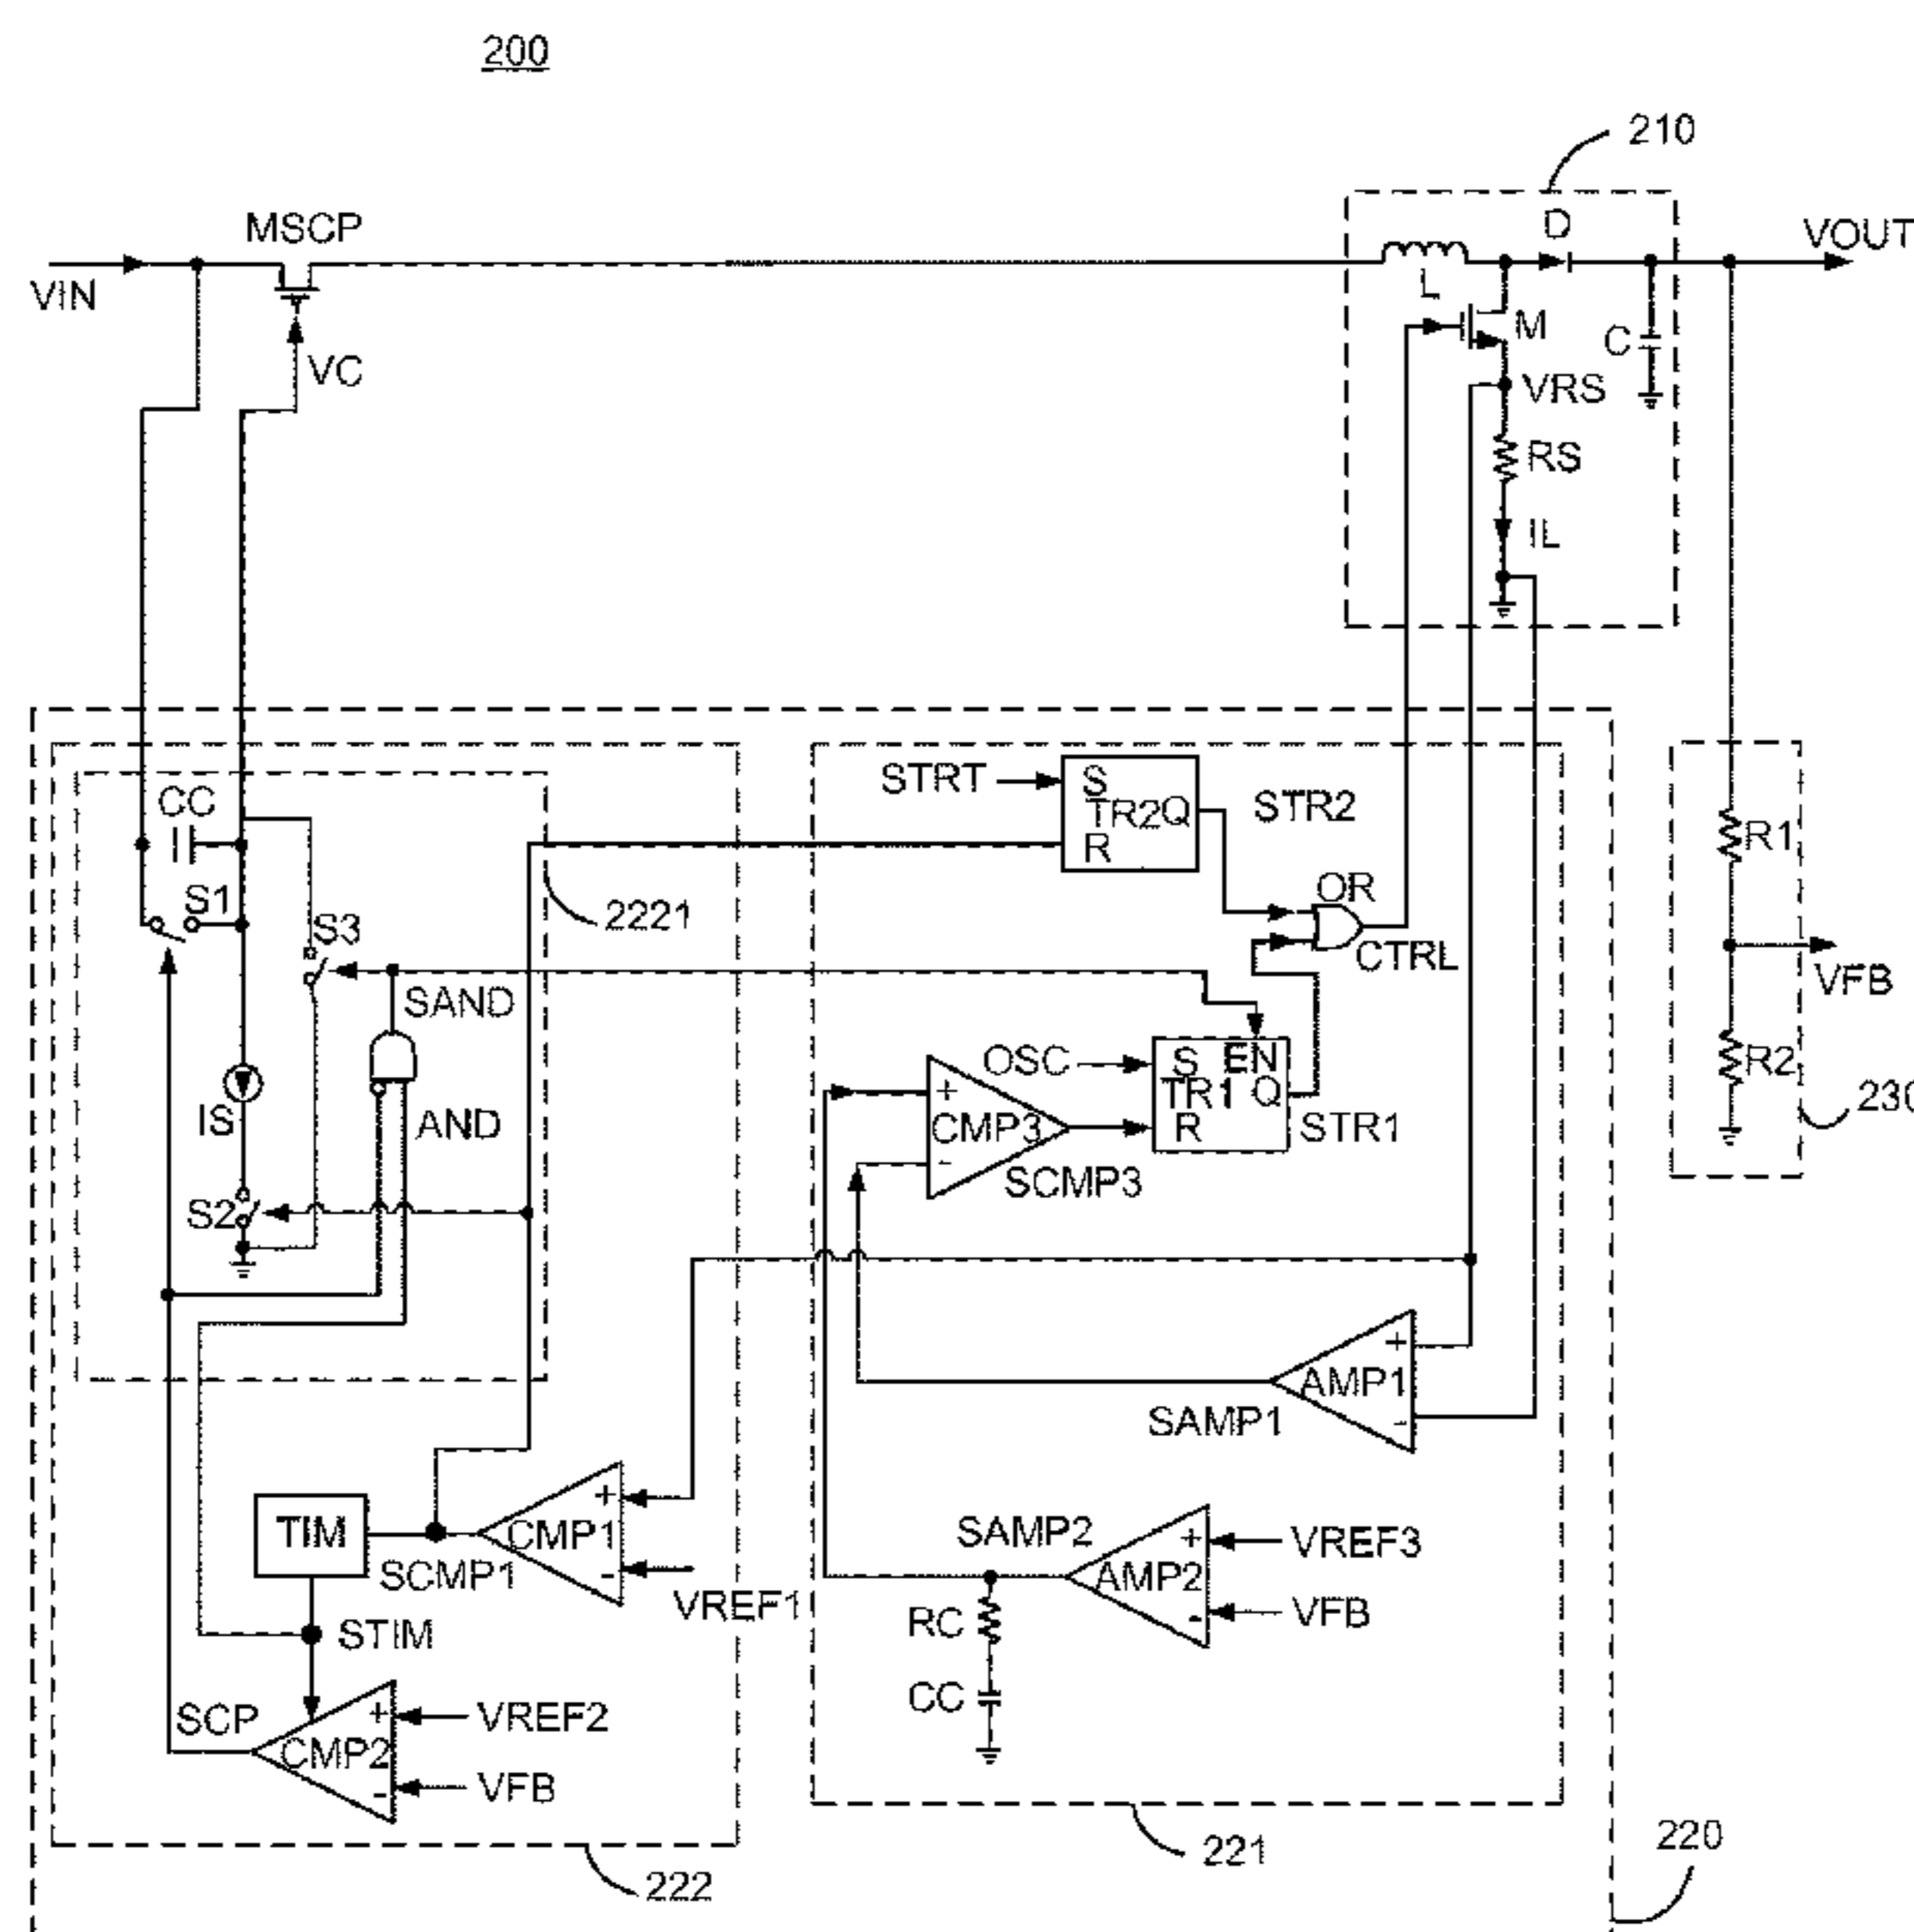 200
210
D
VOUT
MSCP
VIN
L
M
C
VC
VRS
RS
IL
STRT
S
TR2
Q
R
STR2
CC
R1
S1
2221
OR
S3
CTRL
VFB
SAND
OSC
S
EN
TR1
Q
R
STR1
R2
230
IS
AND
+
CMP3
-
SCMP3
S2
+
AMP1
-
SAMP1
TIM
+
CMP1
-
SCMP1
VREF1
SAMP2
+
AMP2
-
VREF3
VFB
RC
CC
STIM
SCP
+
CMP2
-
VREF2
VFB
221
220
222